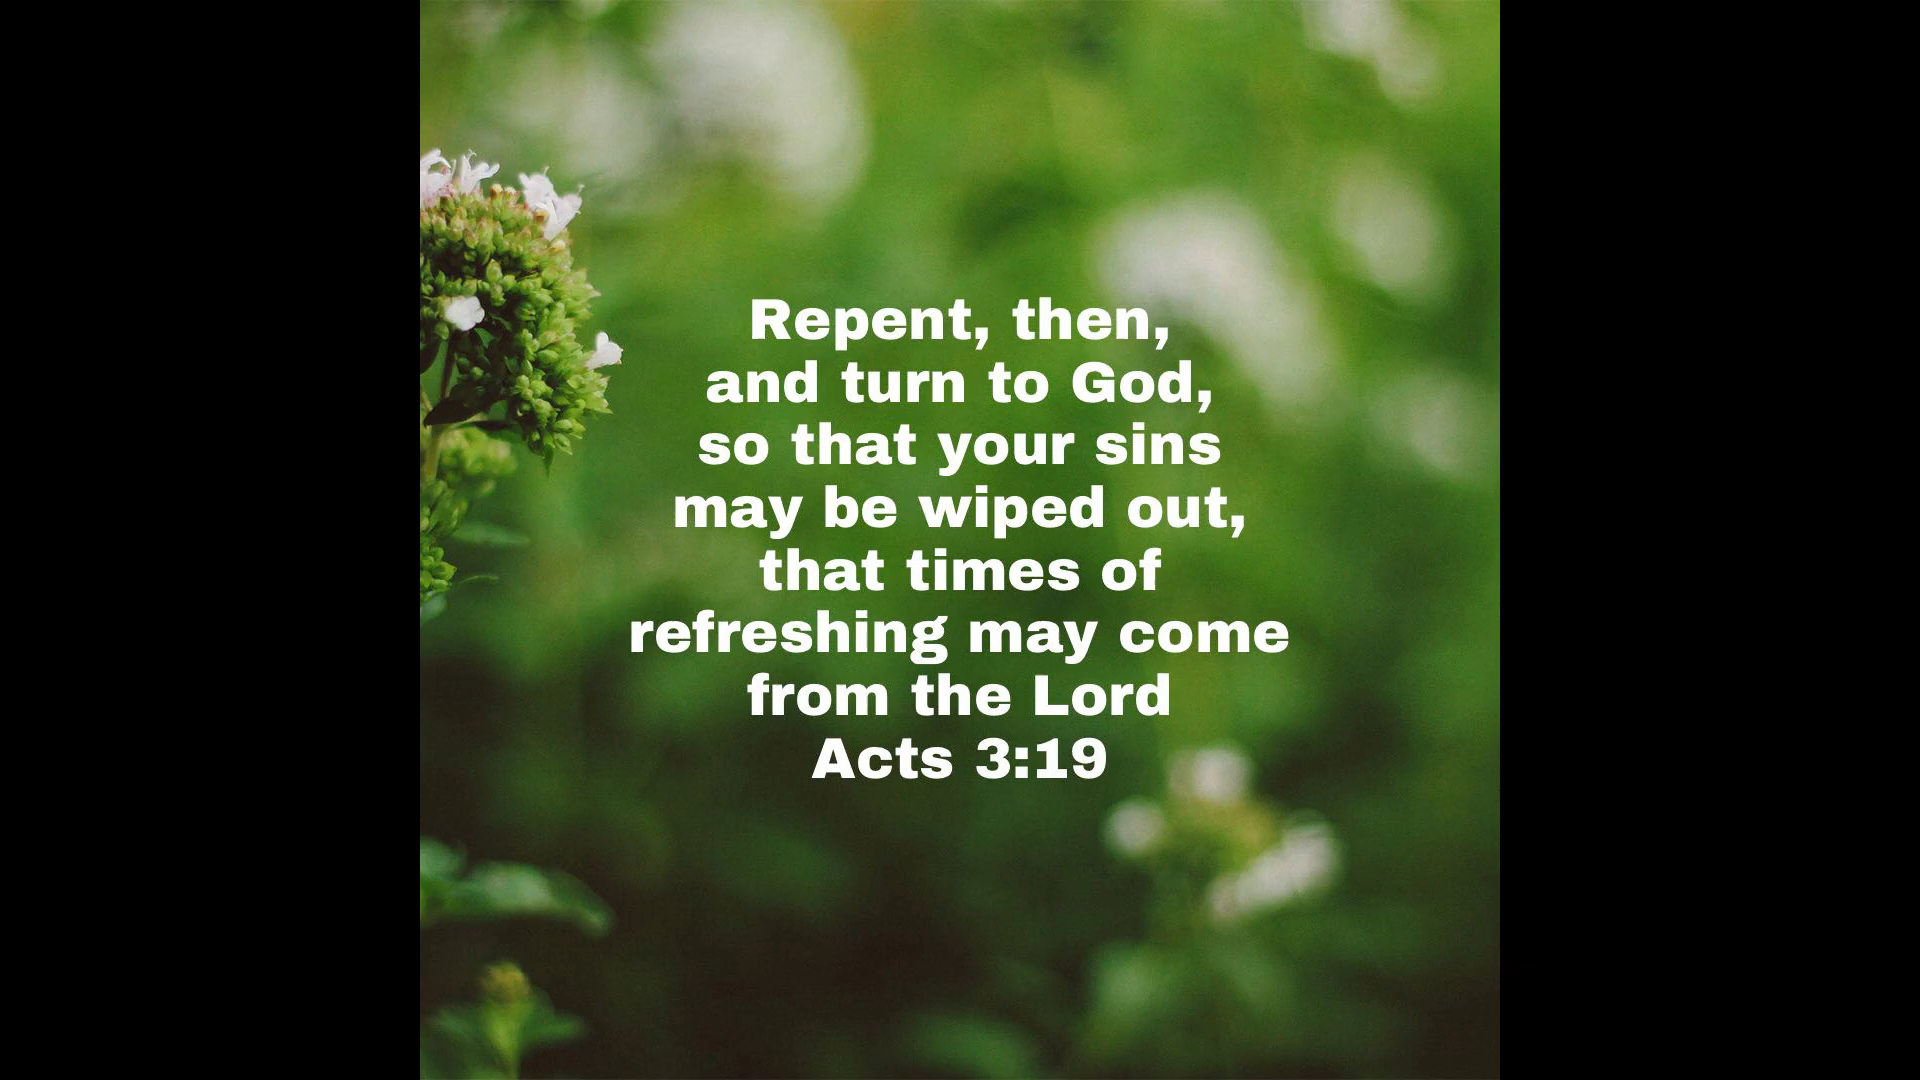 Repent, then,
and turn to God,
so that your sins
may be wiped out,
that times of
refreshing may come
from the Lord
Acts 3:19